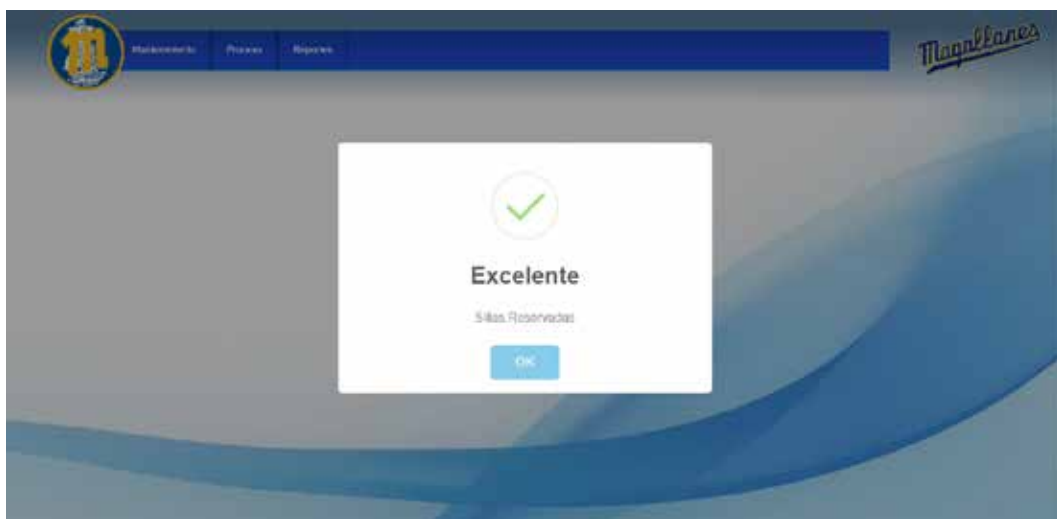 Mantenimiento Proceso Reportes
Magallanes
Excelente
Sillas Reservadas
OK